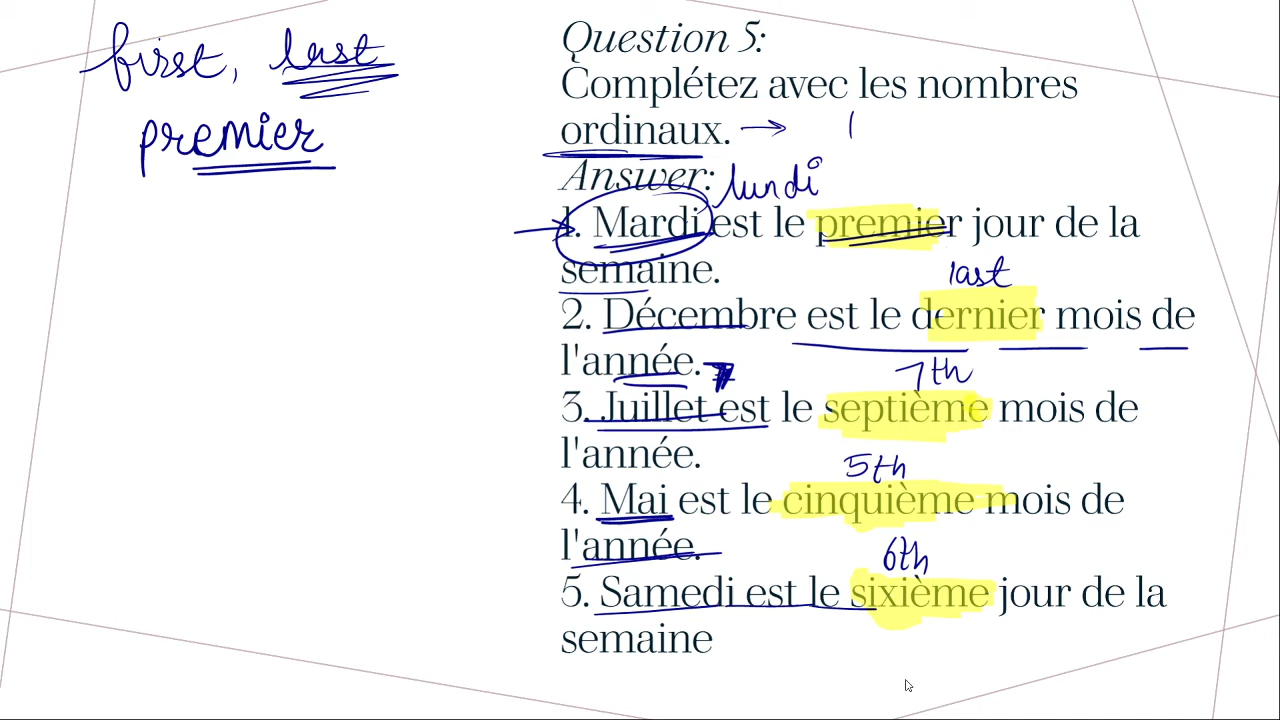 first, last
premier
Question 5:
Complétez avec les nombres
ordinaux. →
Answer: lundi
1. Mardi est le premier jour de la
semaine.
last
2. Décembre est le dernier mois de
l'année.
7th
3. Juillet est le septième mois de
l'année.
5th
4. Mai est le cinquième mois de
l'année.
6th
5. Samedi est le sixième jour de la
semaine